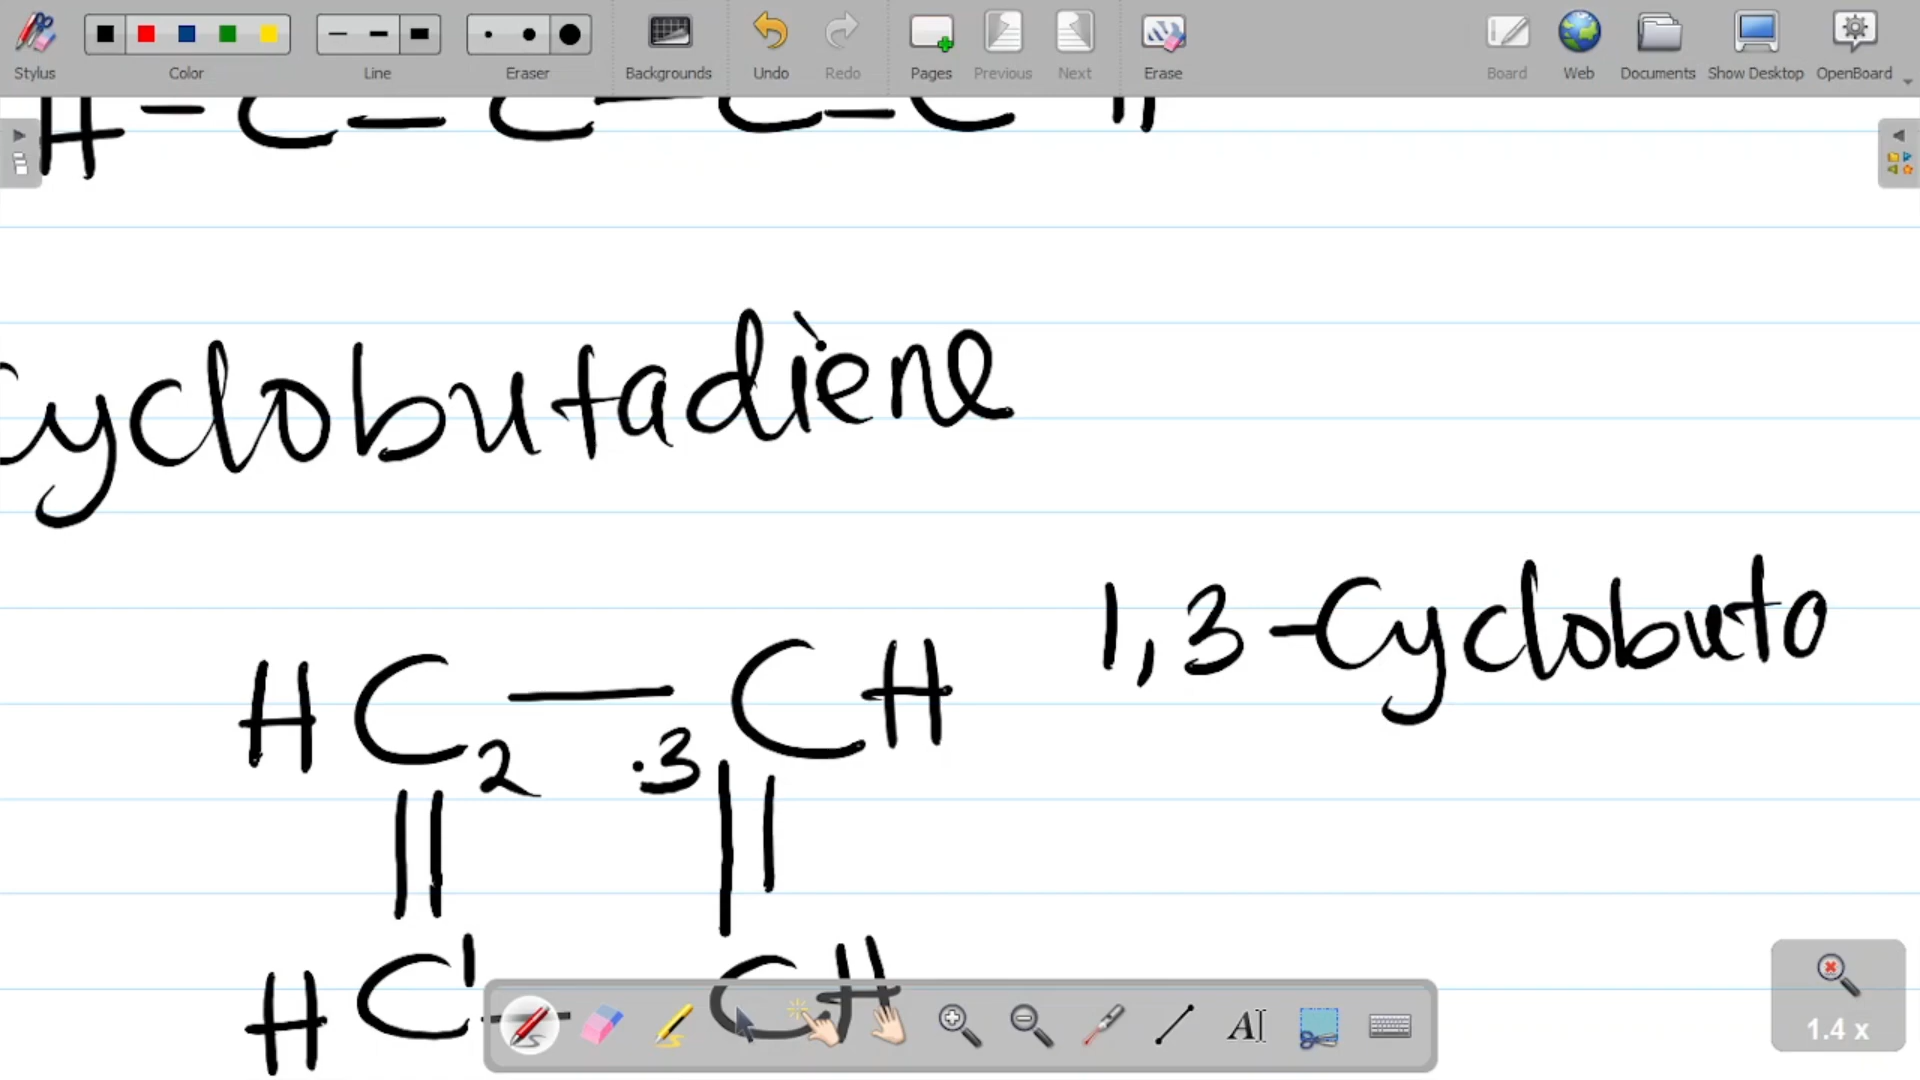 Stylus Color Line Eraser Backgrounds Undo Redo Pages Previous Next Erase Board Web Documents Show Desktop OpenBoard
H - C - C - C - C
Cyclobutadiène
1,3-Cyclobuta
HC2 — .3CH
HC1 - CH
1.4 x